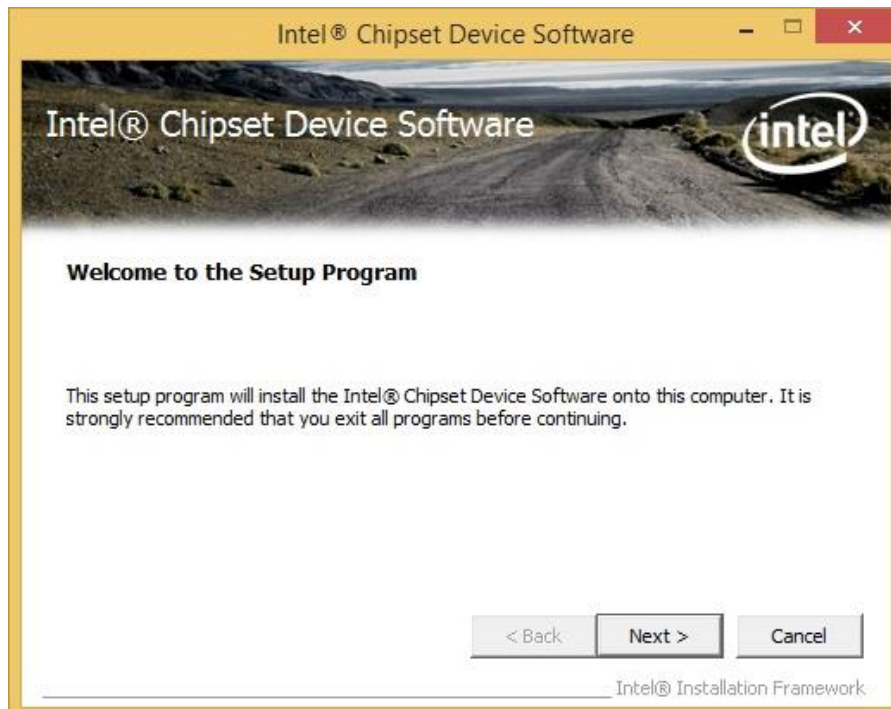 Intel® Chipset Device Software
Intel® Chipset Device Software
intel
Welcome to the Setup Program
This setup program will install the Intel® Chipset Device Software onto this computer. It is
strongly recommended that you exit all programs before continuing.
< Back
Next >
Cancel
Intel® Installation Framework